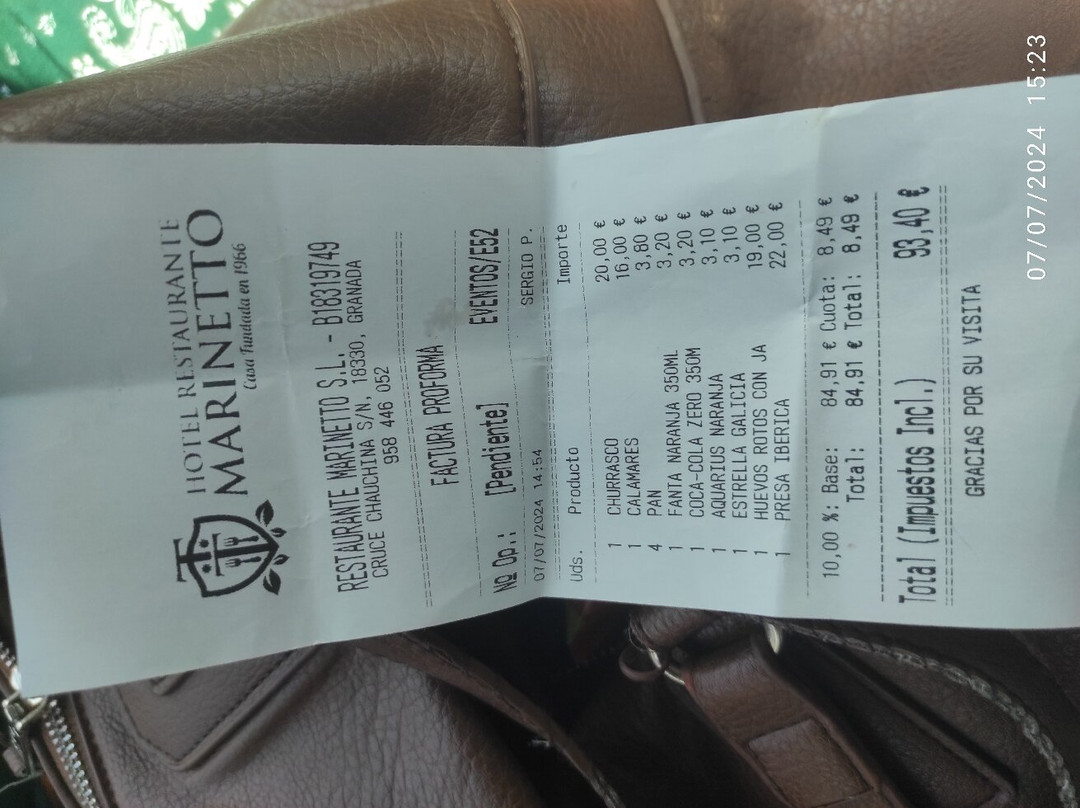 HOTEL RESTAURANTE
MARINETTO
Casa Fundada en 1966
RESTAURANTE MARINETTO S.L. - B18319749
CRUCE CHAUCHINA S/N, 18330, GRANADA
958 446 052
FACTURA PROFORMA
Nº Op.: [Pendiente] EVENTOS/E52
07/07/2024 14:54 SERGIO P.
Uds. Producto Importe
1 CHURRASCO 20,00 €
1 CALAMARES 16,00 €
4 PAN 3,80 €
1 FANTA NARANJA 350ML 3,20 €
1 COCA-COLA ZERO 350M 3,20 €
1 AQUARIUS NARANJA 3,10 €
1 ESTRELLA GALICIA 3,10 €
1 HUEVOS ROTOS CON JA 19,00 €
1 PRESA IBERICA 22,00 €
10,00 %: Base: 84,91 € Cuota: 8,49 €
Total: 84,91 € Total: 8,49 €
Total (Impuestos Incl.) 93,40 €
GRACIAS POR SU VISITA
07/07/2024 15:23